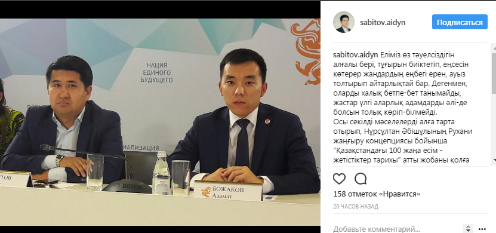 НАЦИЯ
ЕДИНОГО
БУДУЩЕГО
БОЖАКОВ
Азамат
sabitov.aidyn
Подписаться
sabitov.aidyn Еліміз өз тәуелсіздігін
алғалы бері, тұғырын биіктетіп, еңсесін
көтерер жандардың еңбегі ерен, ауыз
толтырып айтарлықтай бар. Дегенмен,
оларды халық бетпе-бет танымайды,
жастар үлгі аларлық адамдарды әлі-де
болсын толық көріп-білмейді.
Осы секілді мәселелерді алға тарта
отырып, Нұрсұлтан Әбішұлының Рухани
жаңғыру концепциясы бойынша
"Қазақстандағы 100 жаңа есім -
жетістіктер тарихы" атты жобаны қолға
158 отметок «Нравится»
20 ЧАСОВ НАЗАД
Добавьте комментарий...